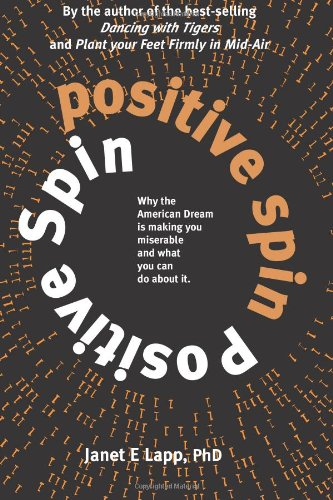 By the author of the best-selling
Dancing with Tigers
and Plant your Feet Firmly in Mid-Air
positive spin
Positive Spin
Why the
American Dream
is making you
miserable
and what
you can
do about it.
Janet E Lapp, PhD
Copyrighted Material